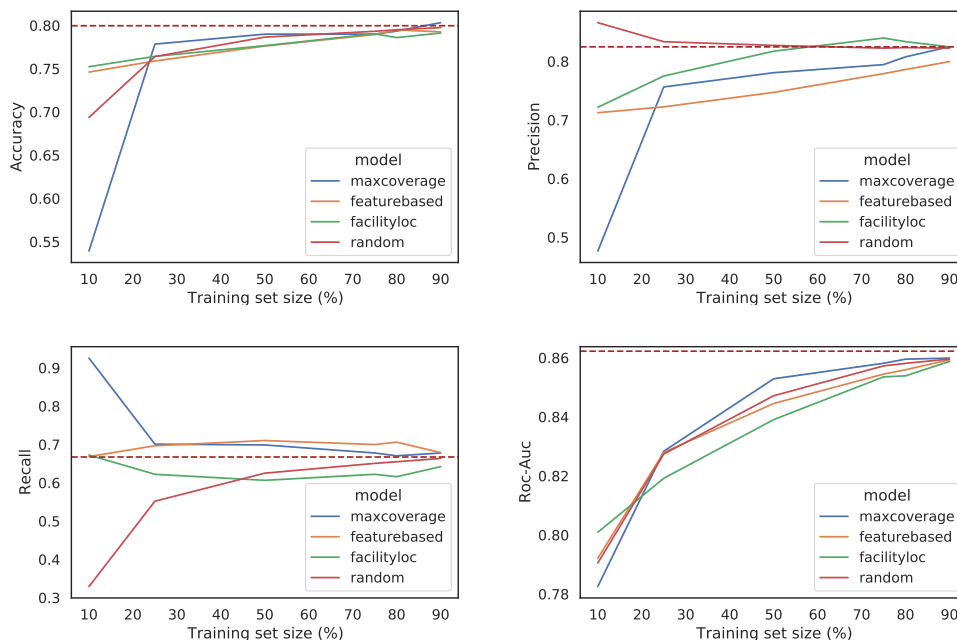 Accuracy
0.80
0.75
0.70
0.65
0.60
0.55
model
maxcoverage
featurebased
facilityloc
random
10 20 30 40 50 60 70 80 90
Training set size (%)
Precision
0.8
0.7
0.6
0.5
model
maxcoverage
featurebased
facilityloc
random
10 20 30 40 50 60 70 80 90
Training set size (%)
Recall
0.9
0.8
0.7
0.6
0.5
0.4
0.3
model
maxcoverage
featurebased
facilityloc
random
10 20 30 40 50 60 70 80 90
Training set size (%)
Roc-Auc
0.86
0.84
0.82
0.80
0.78
model
maxcoverage
featurebased
facilityloc
random
10 20 30 40 50 60 70 80 90
Training set size (%)